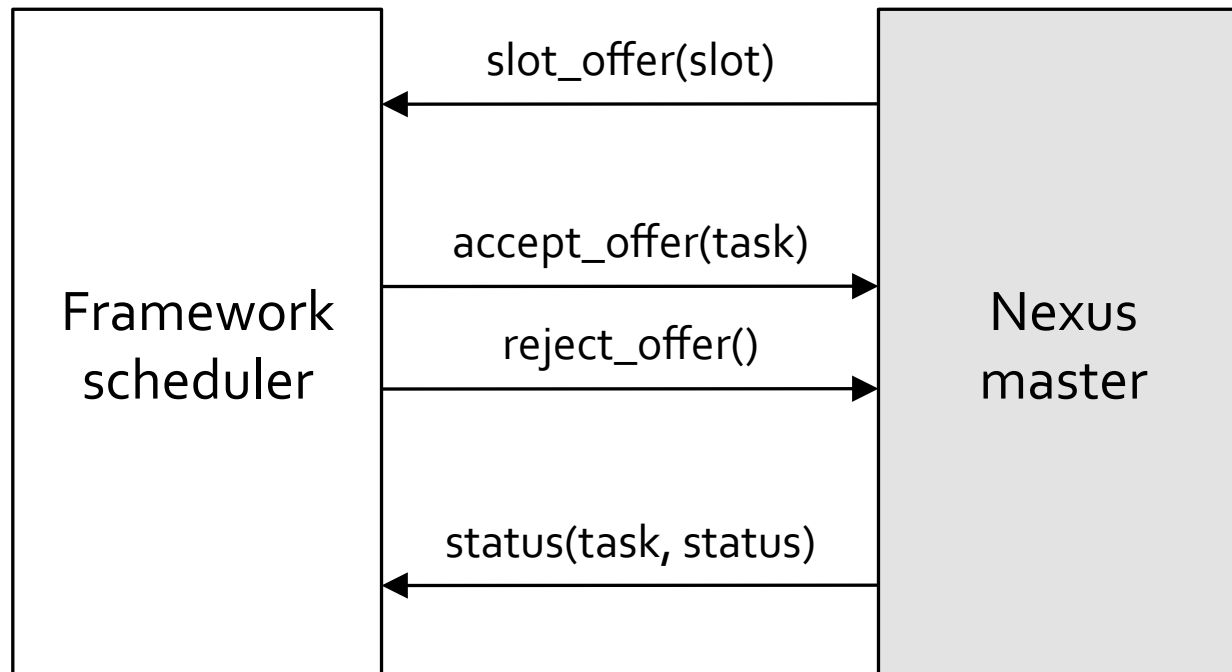 slot_offer(slot)
accept_offer(task)
Framework
scheduler
reject_offer()
Nexus
master
status(task, status)